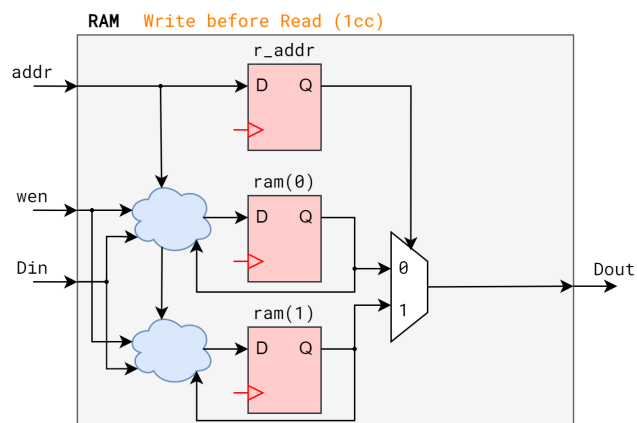 RAM Write before Read (1cc)
r_addr
addr
D Q
ram(0)
wen
D Q
Din
0
Dout
ram(1)
1
D Q